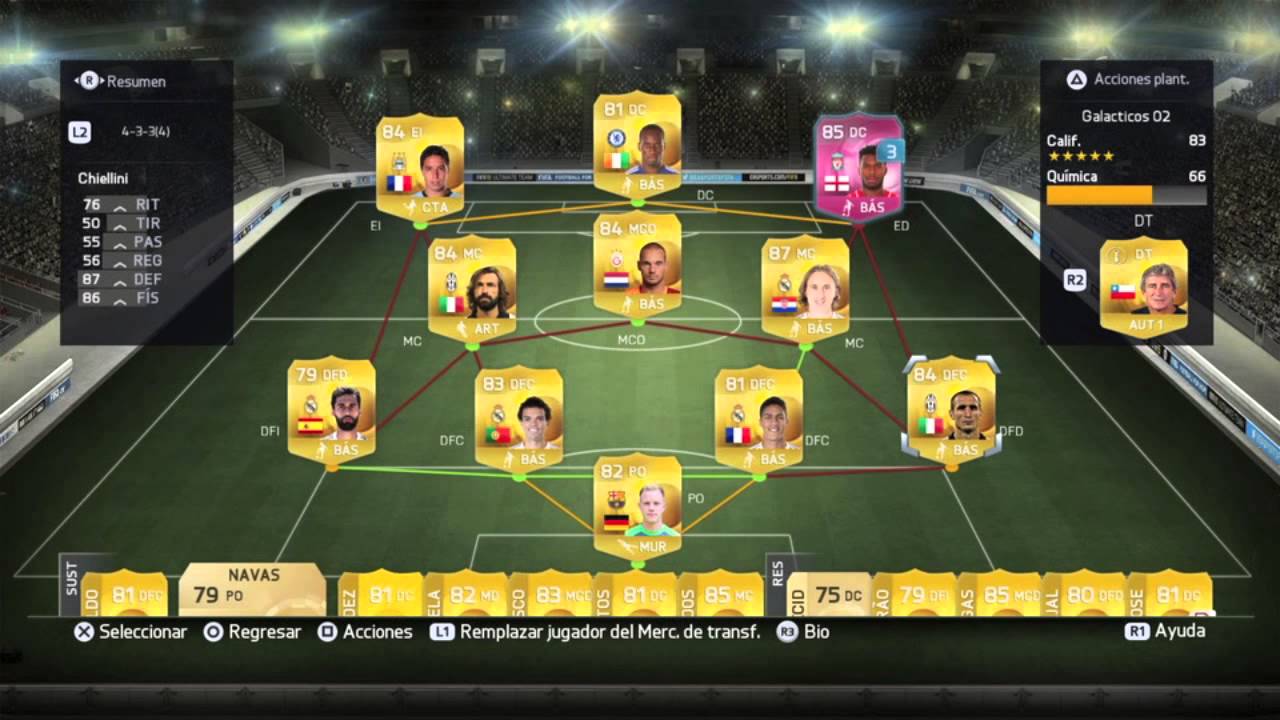 Resumen
L2 4-3-3(4)
Chiellini
76 RIT
50 TIR
55 PAS
56 REG
87 DEF
86 FÍS
Acciones plant.
Galacticos 02
Calif. 83
Química 66
DT
R2
DT
AUT 1
81 DC
BÁS
DC
84 EI
CTA
EI
85 DC
3
BÁS
ED
84 MCO
BÁS
MCO
84 MC
ART
MC
87 MC
BÁS
MC
79 DFD
BÁS
DFI
83 DFC
BÁS
DFC
81 DFC
BÁS
DFC
84 DFC
BÁS
DFD
82 PO
MUR
PO
SUST
81 DFC
NAVAS
79 PO
81 DC
82 MD
83 MCO
81 DC
85 MC
RES
75 DC
79 DFI
85 MCO
80 DFD
81 DC
Seleccionar
Regresar
Acciones
L1 Remplazar jugador del Merc. de transf.
R3 Bio
R1 Ayuda